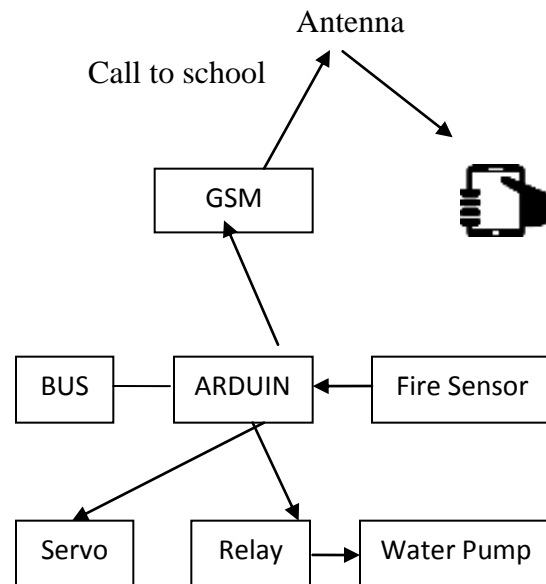 Antenna
Call to school
GSM
BUS
ARDUIN
Fire Sensor
Servo
Relay
Water Pump